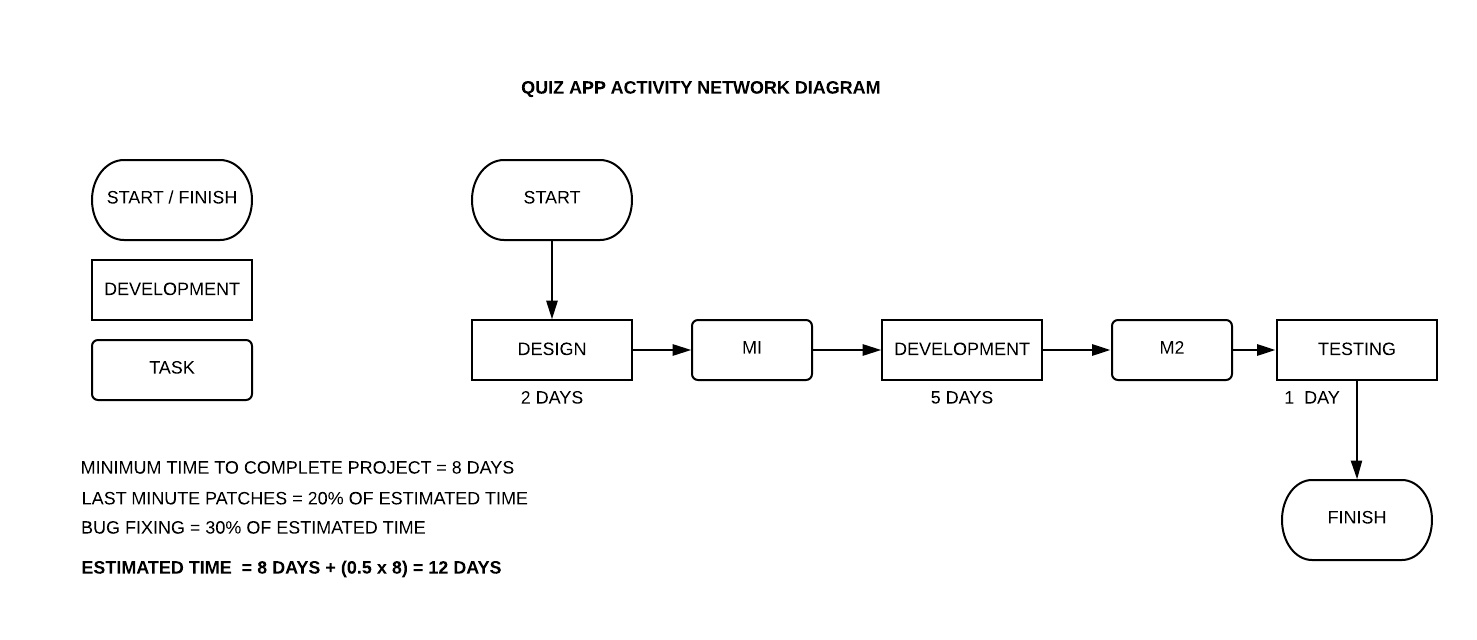 QUIZ APP ACTIVITY NETWORK DIAGRAM
START / FINISH
DEVELOPMENT
TASK
START
DESIGN
2 DAYS
MI
DEVELOPMENT
5 DAYS
M2
TESTING
1 DAY
FINISH
MINIMUM TIME TO COMPLETE PROJECT = 8 DAYS
LAST MINUTE PATCHES = 20% OF ESTIMATED TIME
BUG FIXING = 30% OF ESTIMATED TIME
ESTIMATED TIME = 8 DAYS + (0.5 x 8) = 12 DAYS